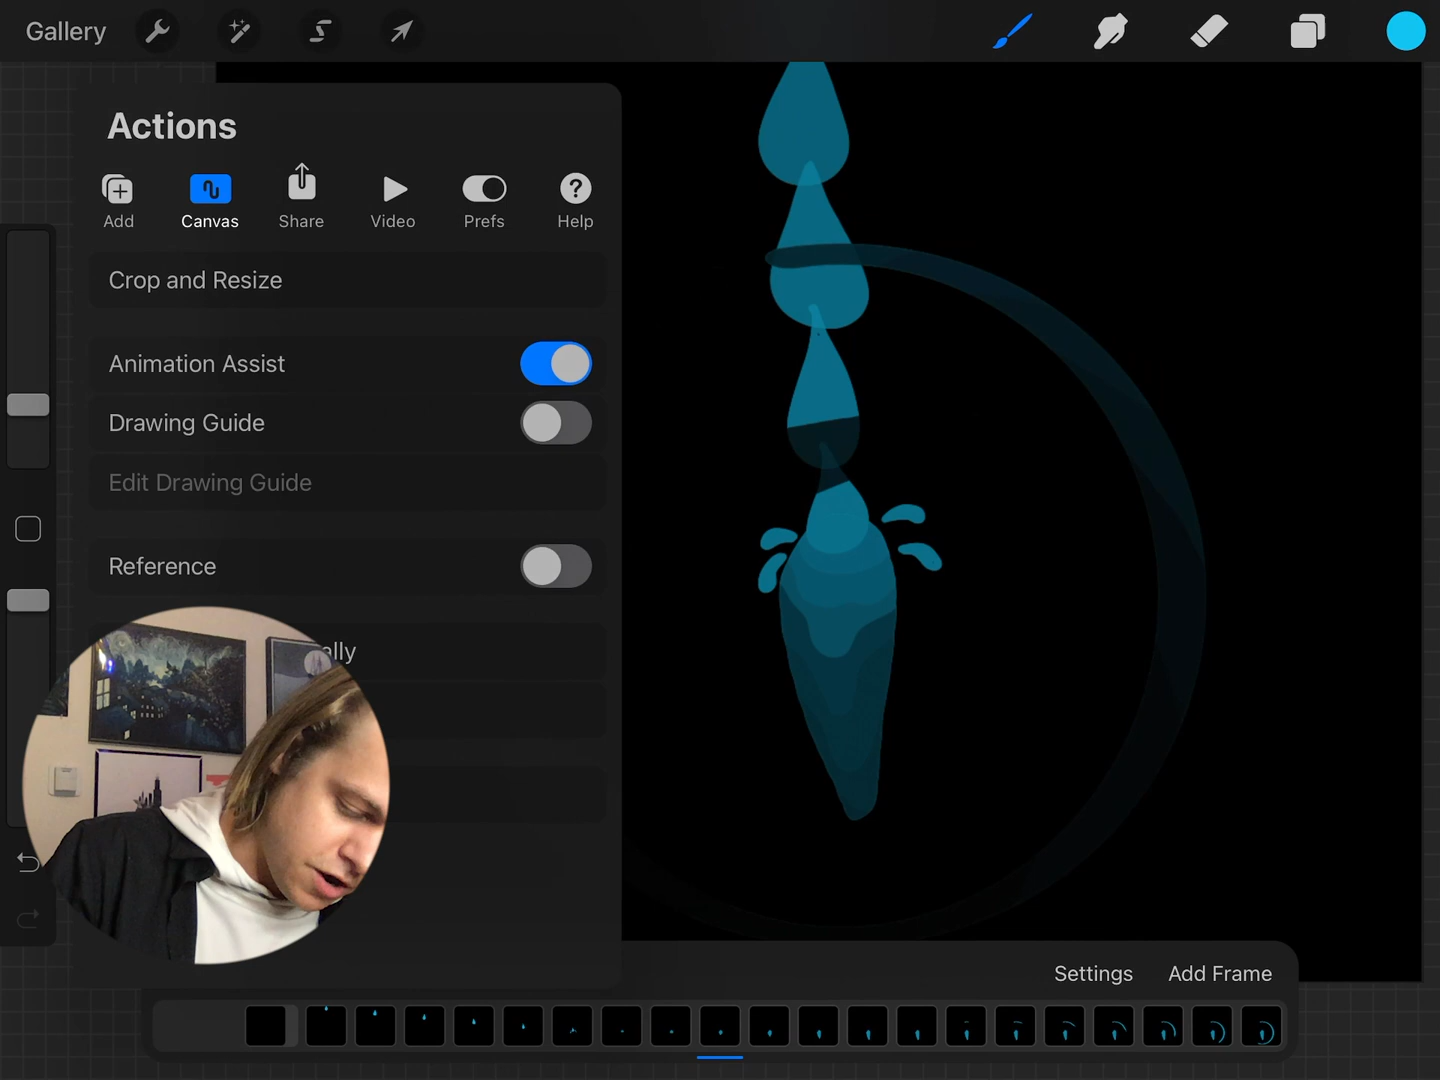 Gallery
Actions
Add
Canvas
Share
Video
Prefs
Help
Crop and Resize
Animation Assist
Drawing Guide
Edit Drawing Guide
Reference
Settings
Add Frame